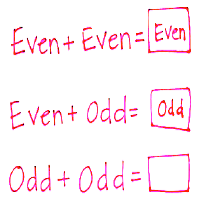 Even + Even = Even
Even + Odd = Odd
Odd + Odd =